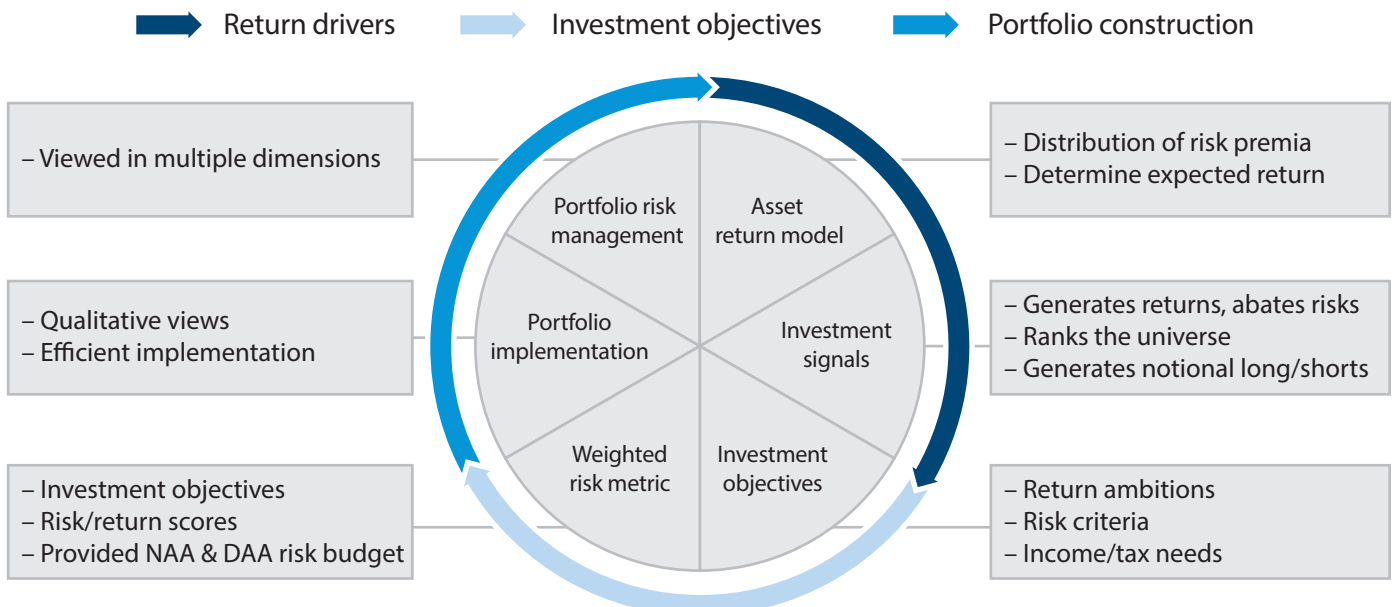 Return drivers
Investment objectives
Portfolio construction
– Viewed in multiple dimensions
– Qualitative views
– Efficient implementation
– Investment objectives
– Risk/return scores
– Provided NAA & DAA risk budget
Portfolio risk
management
Asset
return model
Portfolio
implementation
Investment
signals
Weighted
risk metric
Investment
objectives
– Distribution of risk premia
– Determine expected return
– Generates returns, abates risks
– Ranks the universe
– Generates notional long/shorts
– Return ambitions
– Risk criteria
– Income/tax needs